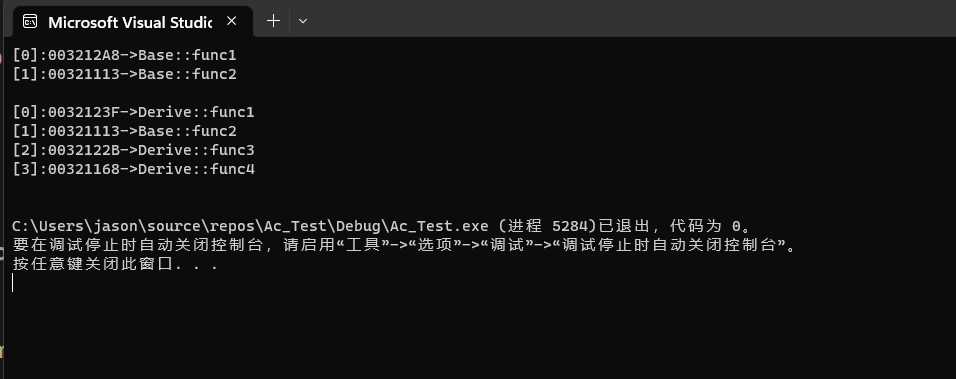 Microsoft Visual Studi
[0]:003212A8->Base::func1
[1]:00321113->Base::func2
[0]:0032123F->Derive::func1
[1]:00321113->Base::func2
[2]:0032122B->Derive::func3
[3]:00321168->Derive::func4
C:\Users\jason\source\repos\Ac_Test\Debug\Ac_Test.exe (进程 5284)已退出，代码为 0。
要在调试停止时自动关闭控制台，请启用“工具”->“选项”->“调试”->“调试停止时自动关闭控制台”。
按任意键关闭此窗口. . .